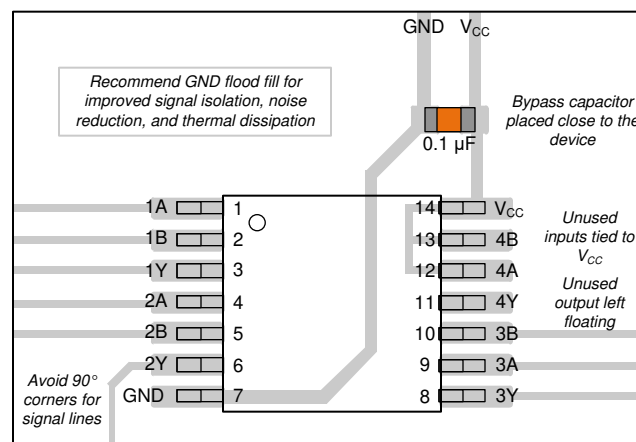 GND VCC
Recommend GND flood fill for
improved signal isolation, noise
reduction, and thermal dissipation
Bypass capacitor
placed close to the
device
0.1 µF
1A 1 14 VCC
1B 2 13 4B
1Y 3 12 4A
2A 4 11 4Y
2B 5 10 3B
2Y 6 9 3A
GND 7 8 3Y
Unused
inputs tied to
VCC
Unused
output left
floating
Avoid 90°
corners for
signal lines